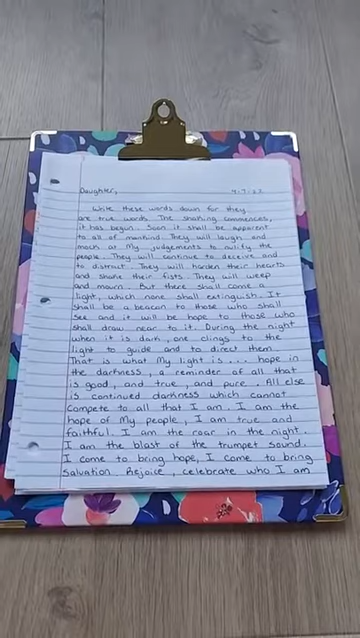 Daughter, 9-7-23
Write these words down for they
are true words. The shaking commences,
it has begun. Soon it shall be apparent
to all of mankind. They will laugh and
mock at My judgements to nullify the
people. They will continue to deceive and
to distract. They will harden their hearts
and shake their fists. They will weep
and mourn. But there shall come a
light, which none shall extinguish. It
shall be a beacon to those who shall
see and it will be hope to those who
shall draw near to it. During the night
when it is dark, one clings to the
light to guide and to direct them.
That is what My light is.... hope in
the darkness, a reminder of all that
is good, and true, and pure. All else
is continued darkness which cannot
compete to all that I am. I am the
hope of My people, I am true and
faithful. I am the roar in the night.
I am the blast of the trumpet sound.
I come to bring hope, I come to bring
salvation. Rejoice, celebrate who I am